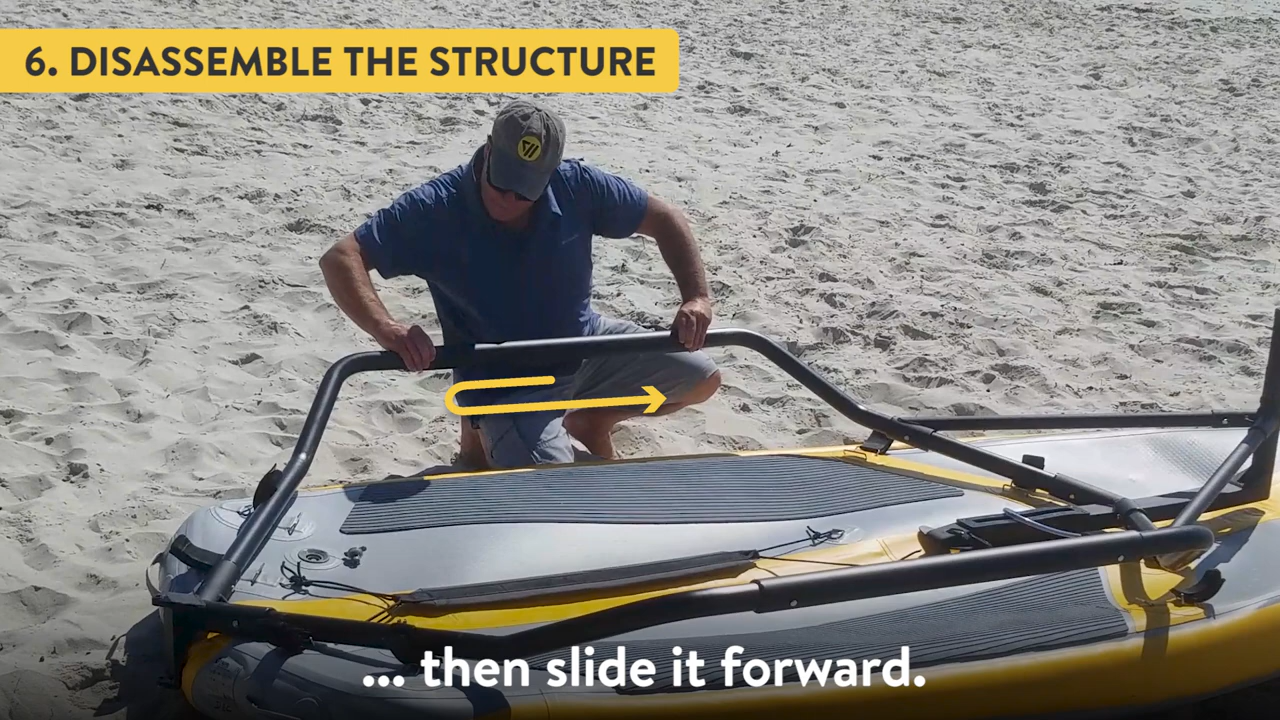 6. DISASSEMBLE THE STRUCTURE
... then slide it forward.